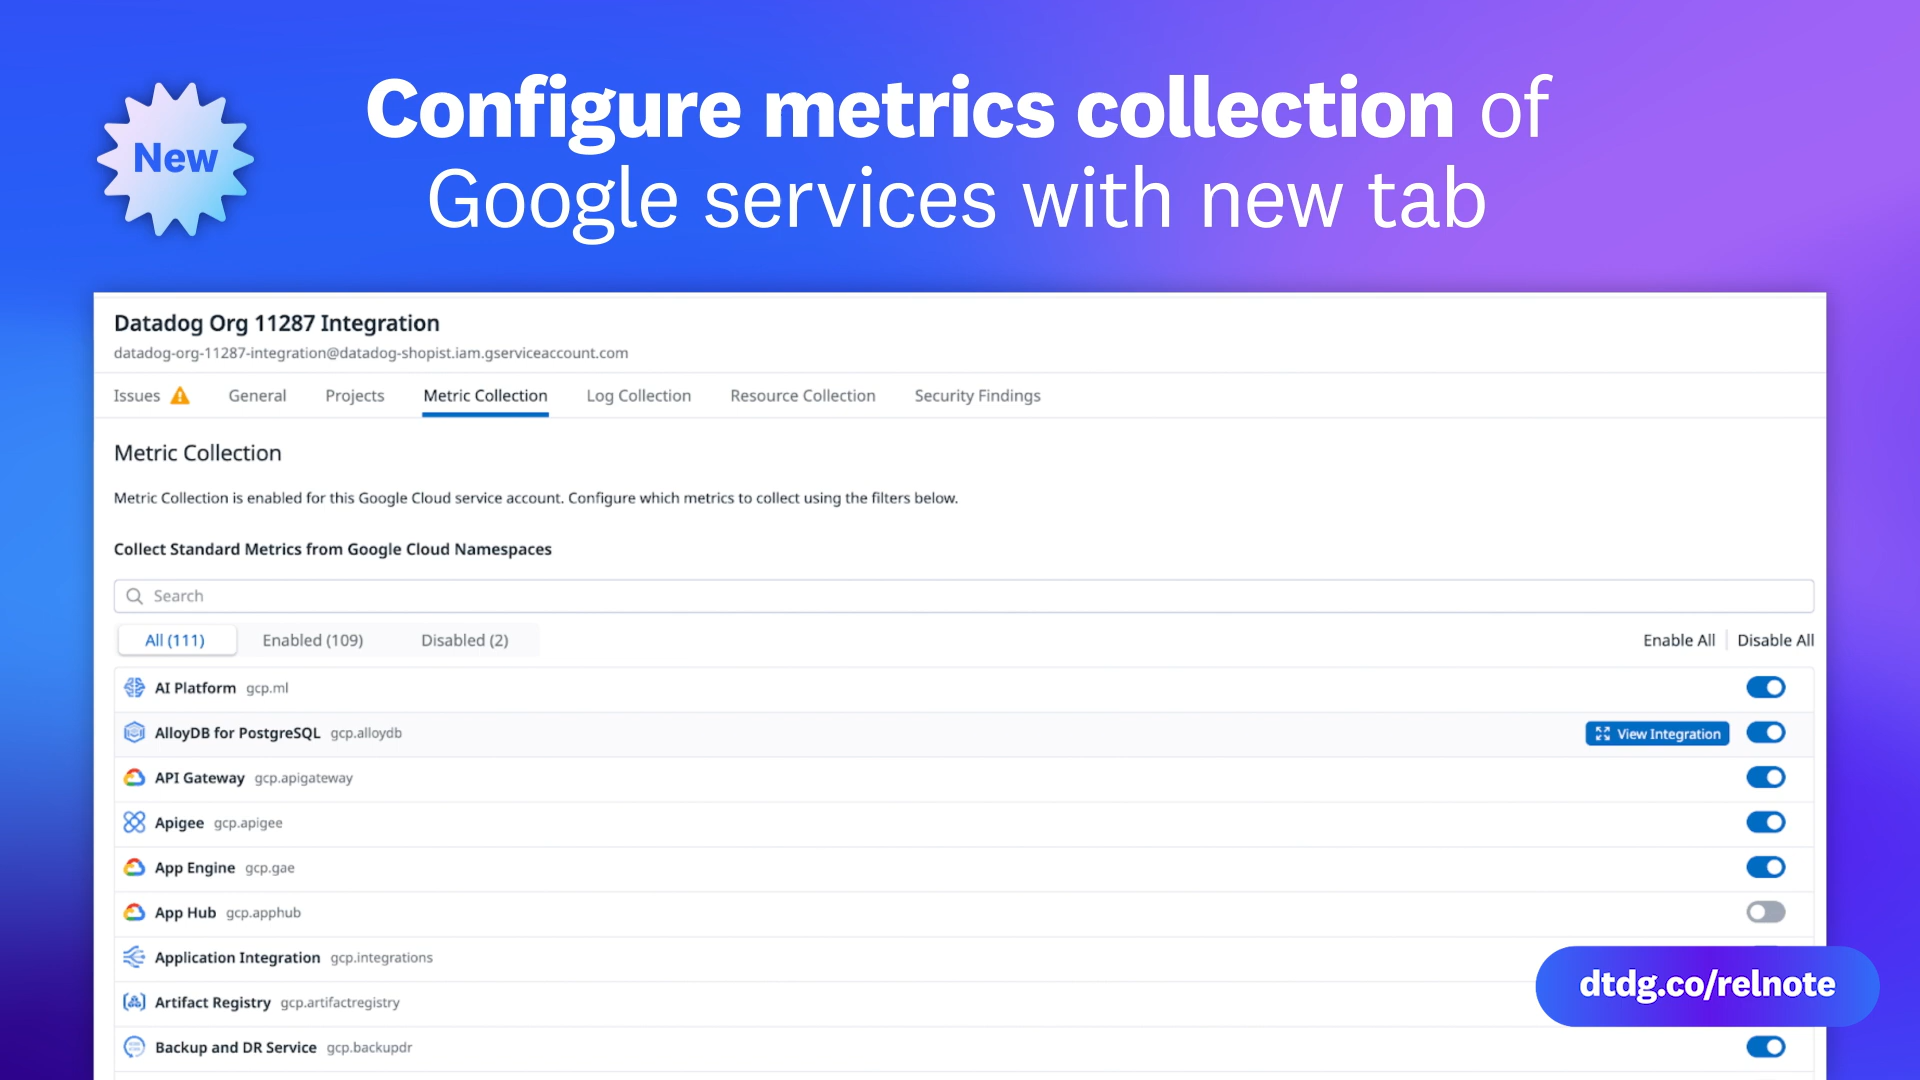 New
Configure metrics collection of
Google services with new tab
Datadog Org 11287 Integration
datadog-org-11287-integration@datadog-shopist.iam.gserviceaccount.com
Issues General Projects Metric Collection Log Collection Resource Collection Security Findings
Metric Collection
Metric Collection is enabled for this Google Cloud service account. Configure which metrics to collect using the filters below.
Collect Standard Metrics from Google Cloud Namespaces
Search
All (111) Enabled (109) Disabled (2) Enable All Disable All
AI Platform gcp.ml
AlloyDB for PostgreSQL gcp.alloydb View Integration
API Gateway gcp.apigateway
Apigee gcp.apigee
App Engine gcp.gae
App Hub gcp.apphub
Application Integration gcp.integrations
dtdg.co/relnote
Artifact Registry gcp.artifactregistry
Backup and DR Service gcp.backupdr